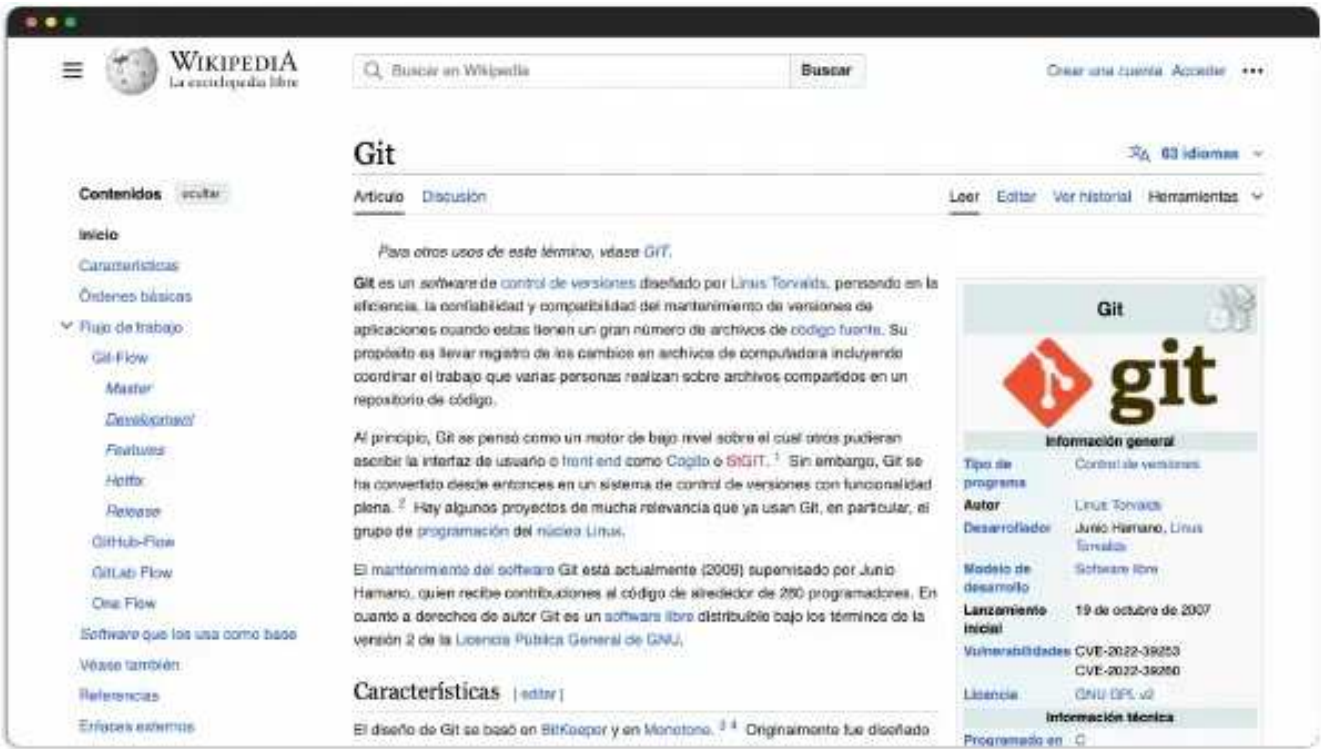 WIKIPEDIA
La enciclopedia libre
Buscar en Wikipedia
Buscar
Crear una cuenta Acceder
Git
63 idiomas
Contenidos ocultar
Artículo Discusión
Leer Editar Ver historial Herramientas
Inicio
Características
Órdenes básicas
Flujo de trabajo
Git-Flow
Master
Development
Features
Hotfix
Release
GitHub-Flow
GitLab Flow
One Flow
Software que los usa como base
Véase también
Referencias
Enlaces externos
Para otros usos de este término, véase GIT.
Git es un software de control de versiones diseñado por Linus Torvalds, pensando en la
eficiencia, la confiabilidad y compatibilidad del mantenimiento de versiones de
aplicaciones cuando estas tienen un gran número de archivos de código fuente. Su
propósito es llevar registro de los cambios en archivos de computadora incluyendo
coordinar el trabajo que varias personas realizan sobre archivos compartidos en un
repositorio de código.
Al principio, Git se pensó como un motor de bajo nivel sobre el cual otros pudieran
escribir la interfaz de usuario o front end como Cogito o StGIT. 1 Sin embargo, Git se
ha convertido desde entonces en un sistema de control de versiones con funcionalidad
plena. 2 Hay algunos proyectos de mucha relevancia que ya usan Git, en particular, el
grupo de programación del núcleo Linux.
El mantenimiento del software Git está actualmente (2009) supervisado por Junio
Hamano, quien recibe contribuciones al código de alrededor de 280 programadores. En
cuanto a derechos de autor Git es un software libre distribuible bajo los términos de la
versión 2 de la Licencia Pública General de GNU.
Características [ editar ]
El diseño de Git se basó en BitKeeper y en Monotone. 3 4 Originalmente fue diseñado
Git
git
Información general
Tipo de programa Control de versiones
Autor Linus Torvalds
Desarrollador Junio Hamano, Linus
Torvalds
Modelo de desarrollo Software libre
Lanzamiento inicial 19 de octubre de 2007
Vulnerabilidades CVE-2022-39253
CVE-2022-39260
Licencia GNU GPL v2
Información técnica
Programado en C